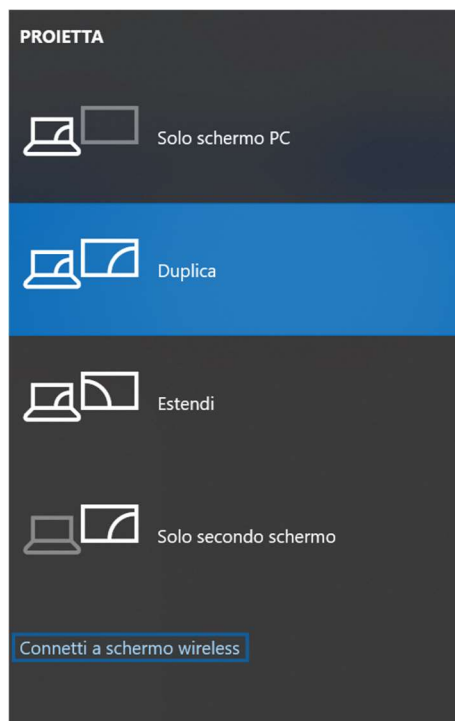 PROIETTA
Solo schermo PC
Duplica
Estendi
Solo secondo schermo
Connetti a schermo wireless